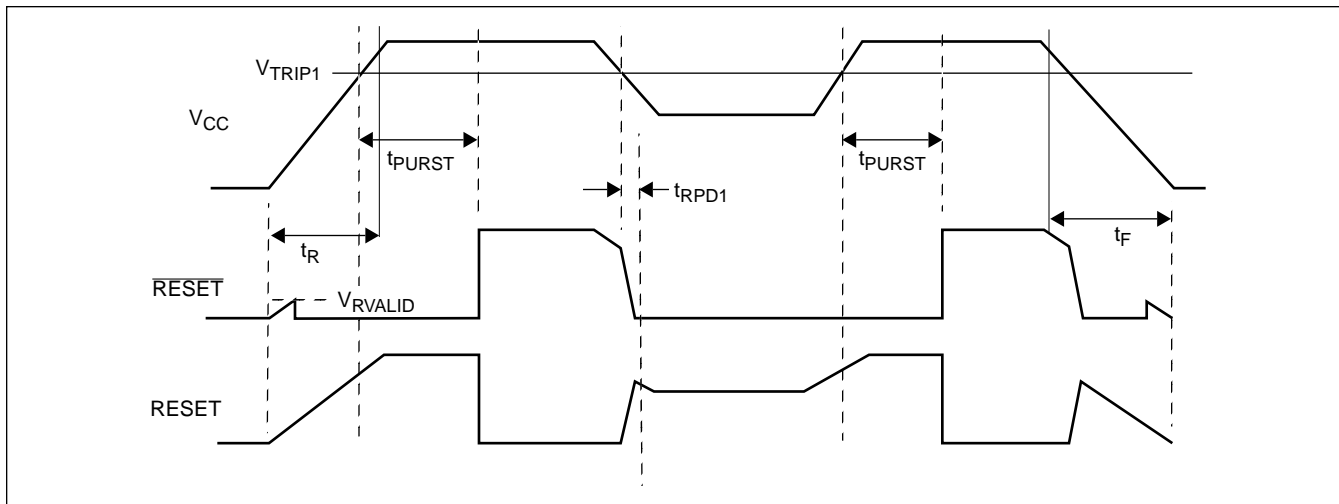 VTRIP1
VCC
tPURST
tPURST
tRPD1
tR
tF
RESET
VRVALID
RESET